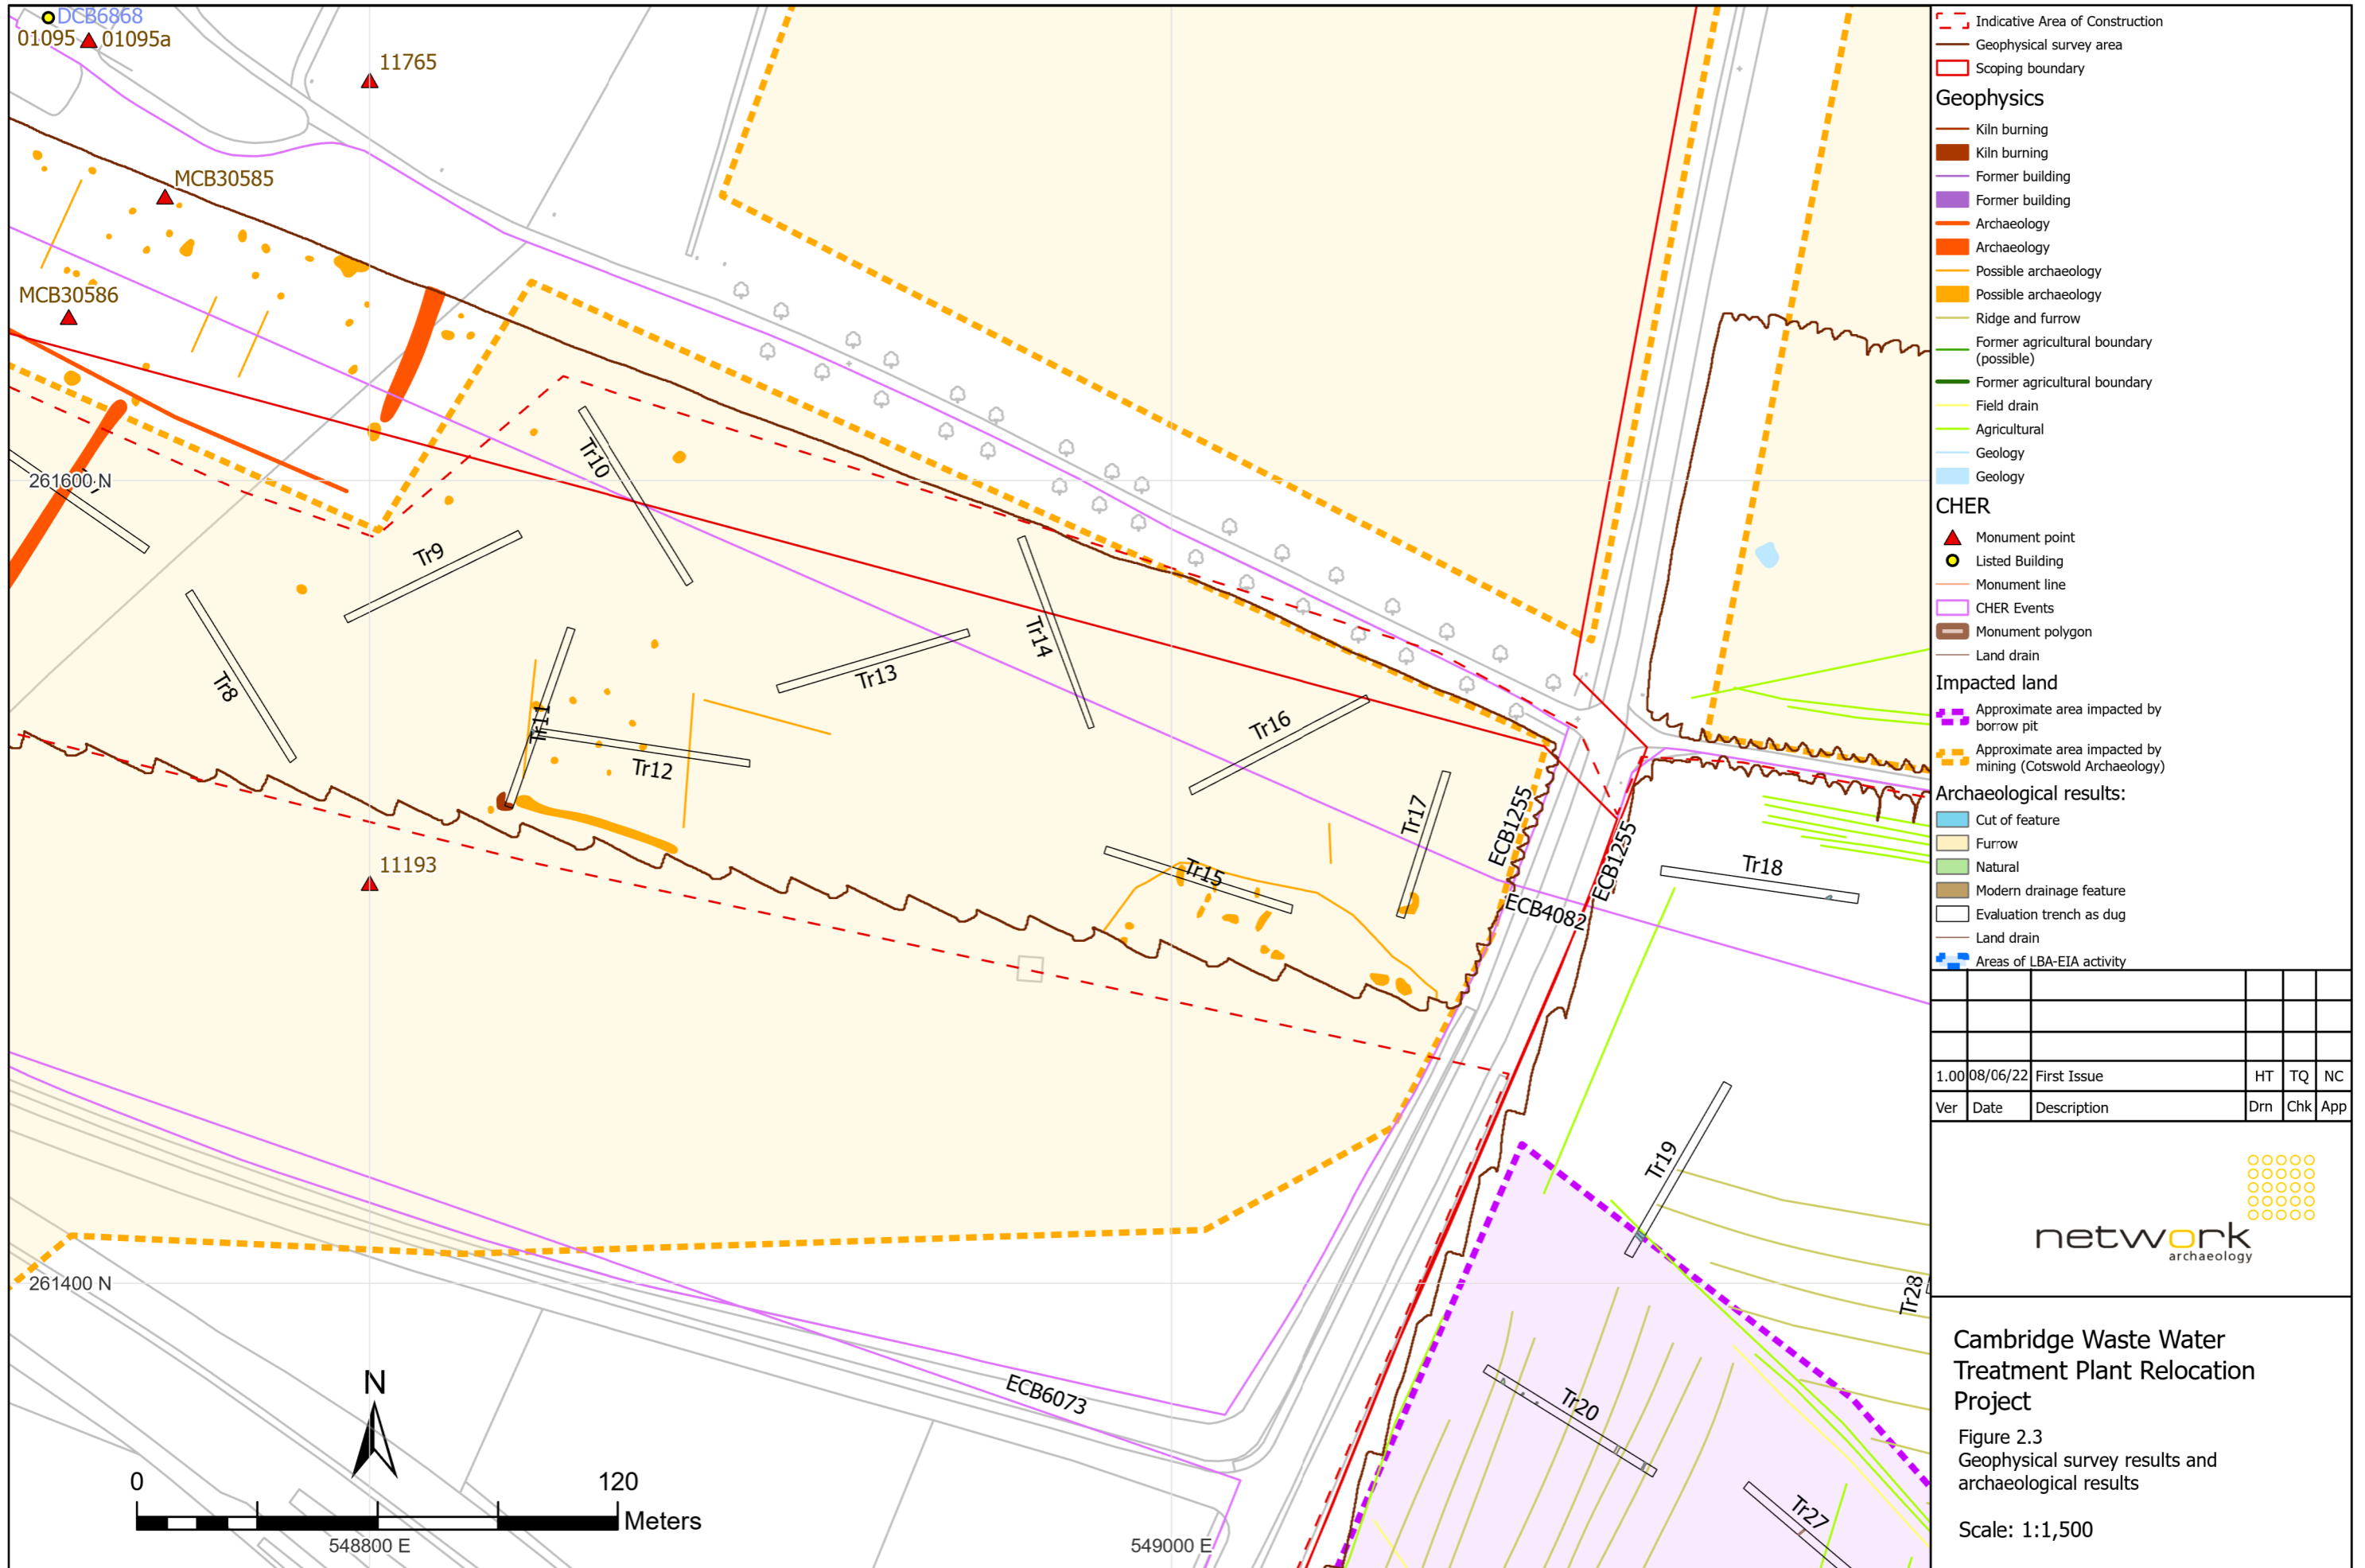 DCB6868
01095
01095a
11765
MCB30585
MCB30586
261600 N
Tr10
Tr9
Tr8
Tr11
Tr12
Tr13
Tr14
Tr16
Tr15
Tr17
11193
ECB1255
ECB1255
ECB4082
Tr18
Tr19
Tr28
Tr20
Tr27
261400 N
ECB6073
N
0
120
Meters
548800 E
549000 E
Indicative Area of Construction
Geophysical survey area
Scoping boundary
Geophysics
Kiln burning
Kiln burning
Former building
Former building
Archaeology
Archaeology
Possible archaeology
Possible archaeology
Ridge and furrow
Former agricultural boundary
(possible)
Former agricultural boundary
Field drain
Agricultural
Geology
Geology
CHER
Monument point
Listed Building
Monument line
CHER Events
Monument polygon
Land drain
Impacted land
Approximate area impacted by
borrow pit
Approximate area impacted by
mining (Cotswold Archaeology)
Archaeological results:
Cut of feature
Furrow
Natural
Modern drainage feature
Evaluation trench as dug
Land drain
Areas of LBA-EIA activity
1.00 08/06/22 First Issue HT TQ NC
Ver Date Description Drn Chk App
network
archaeology
Cambridge Waste Water
Treatment Plant Relocation
Project
Figure 2.3
Geophysical survey results and
archaeological results
Scale: 1:1,500